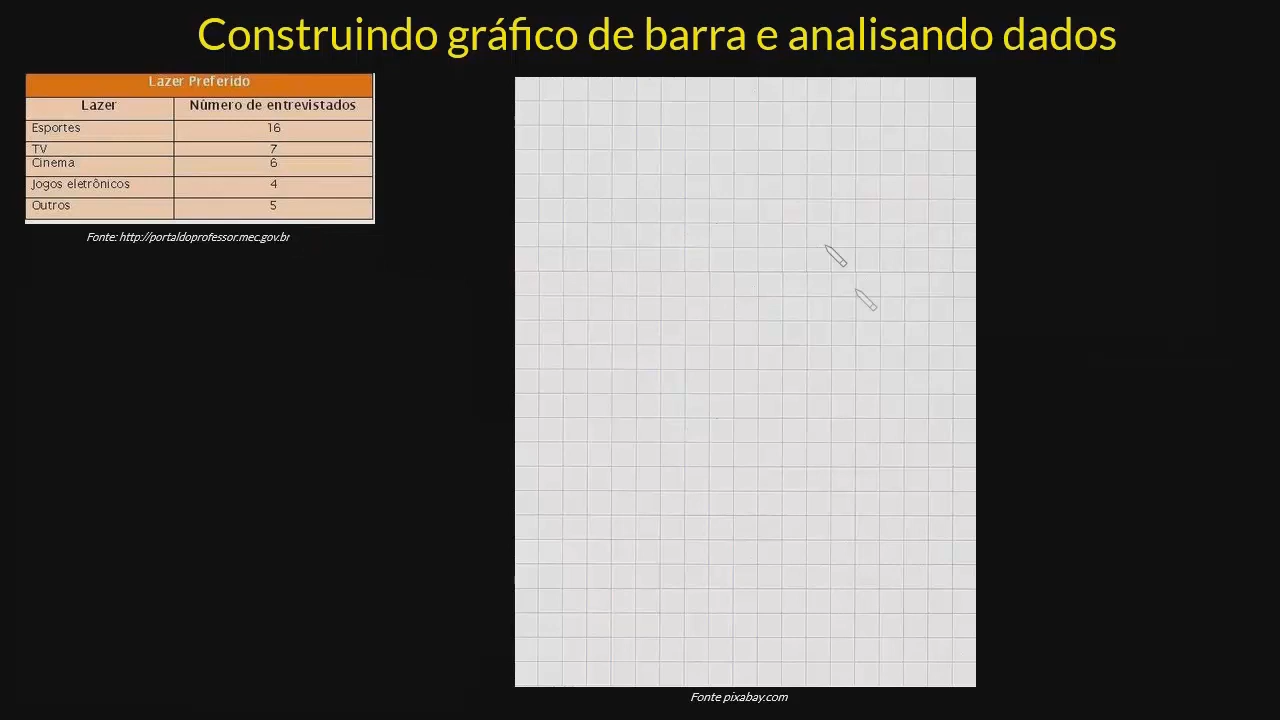 Construindo gráfico de barra e analisando dados
Lazer Preferido
Lazer Número de entrevistados
Esportes 16
TV 7
Cinema 6
Jogos eletrônicos 4
Outros 5
Fonte: http://portaldoprofessor.mec.gov.br
Fonte pixabay.com